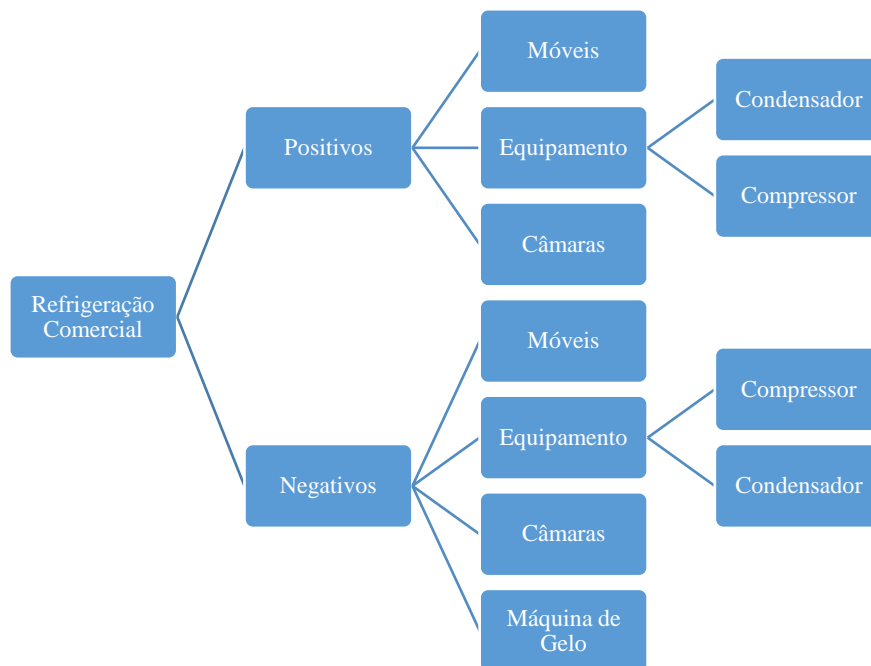 Móveis
Condensador
Positivos
Equipamento
Compressor
Câmaras
Refrigeração
Comercial
Móveis
Compressor
Equipamento
Negativos
Condensador
Câmaras
Máquina de
Gelo